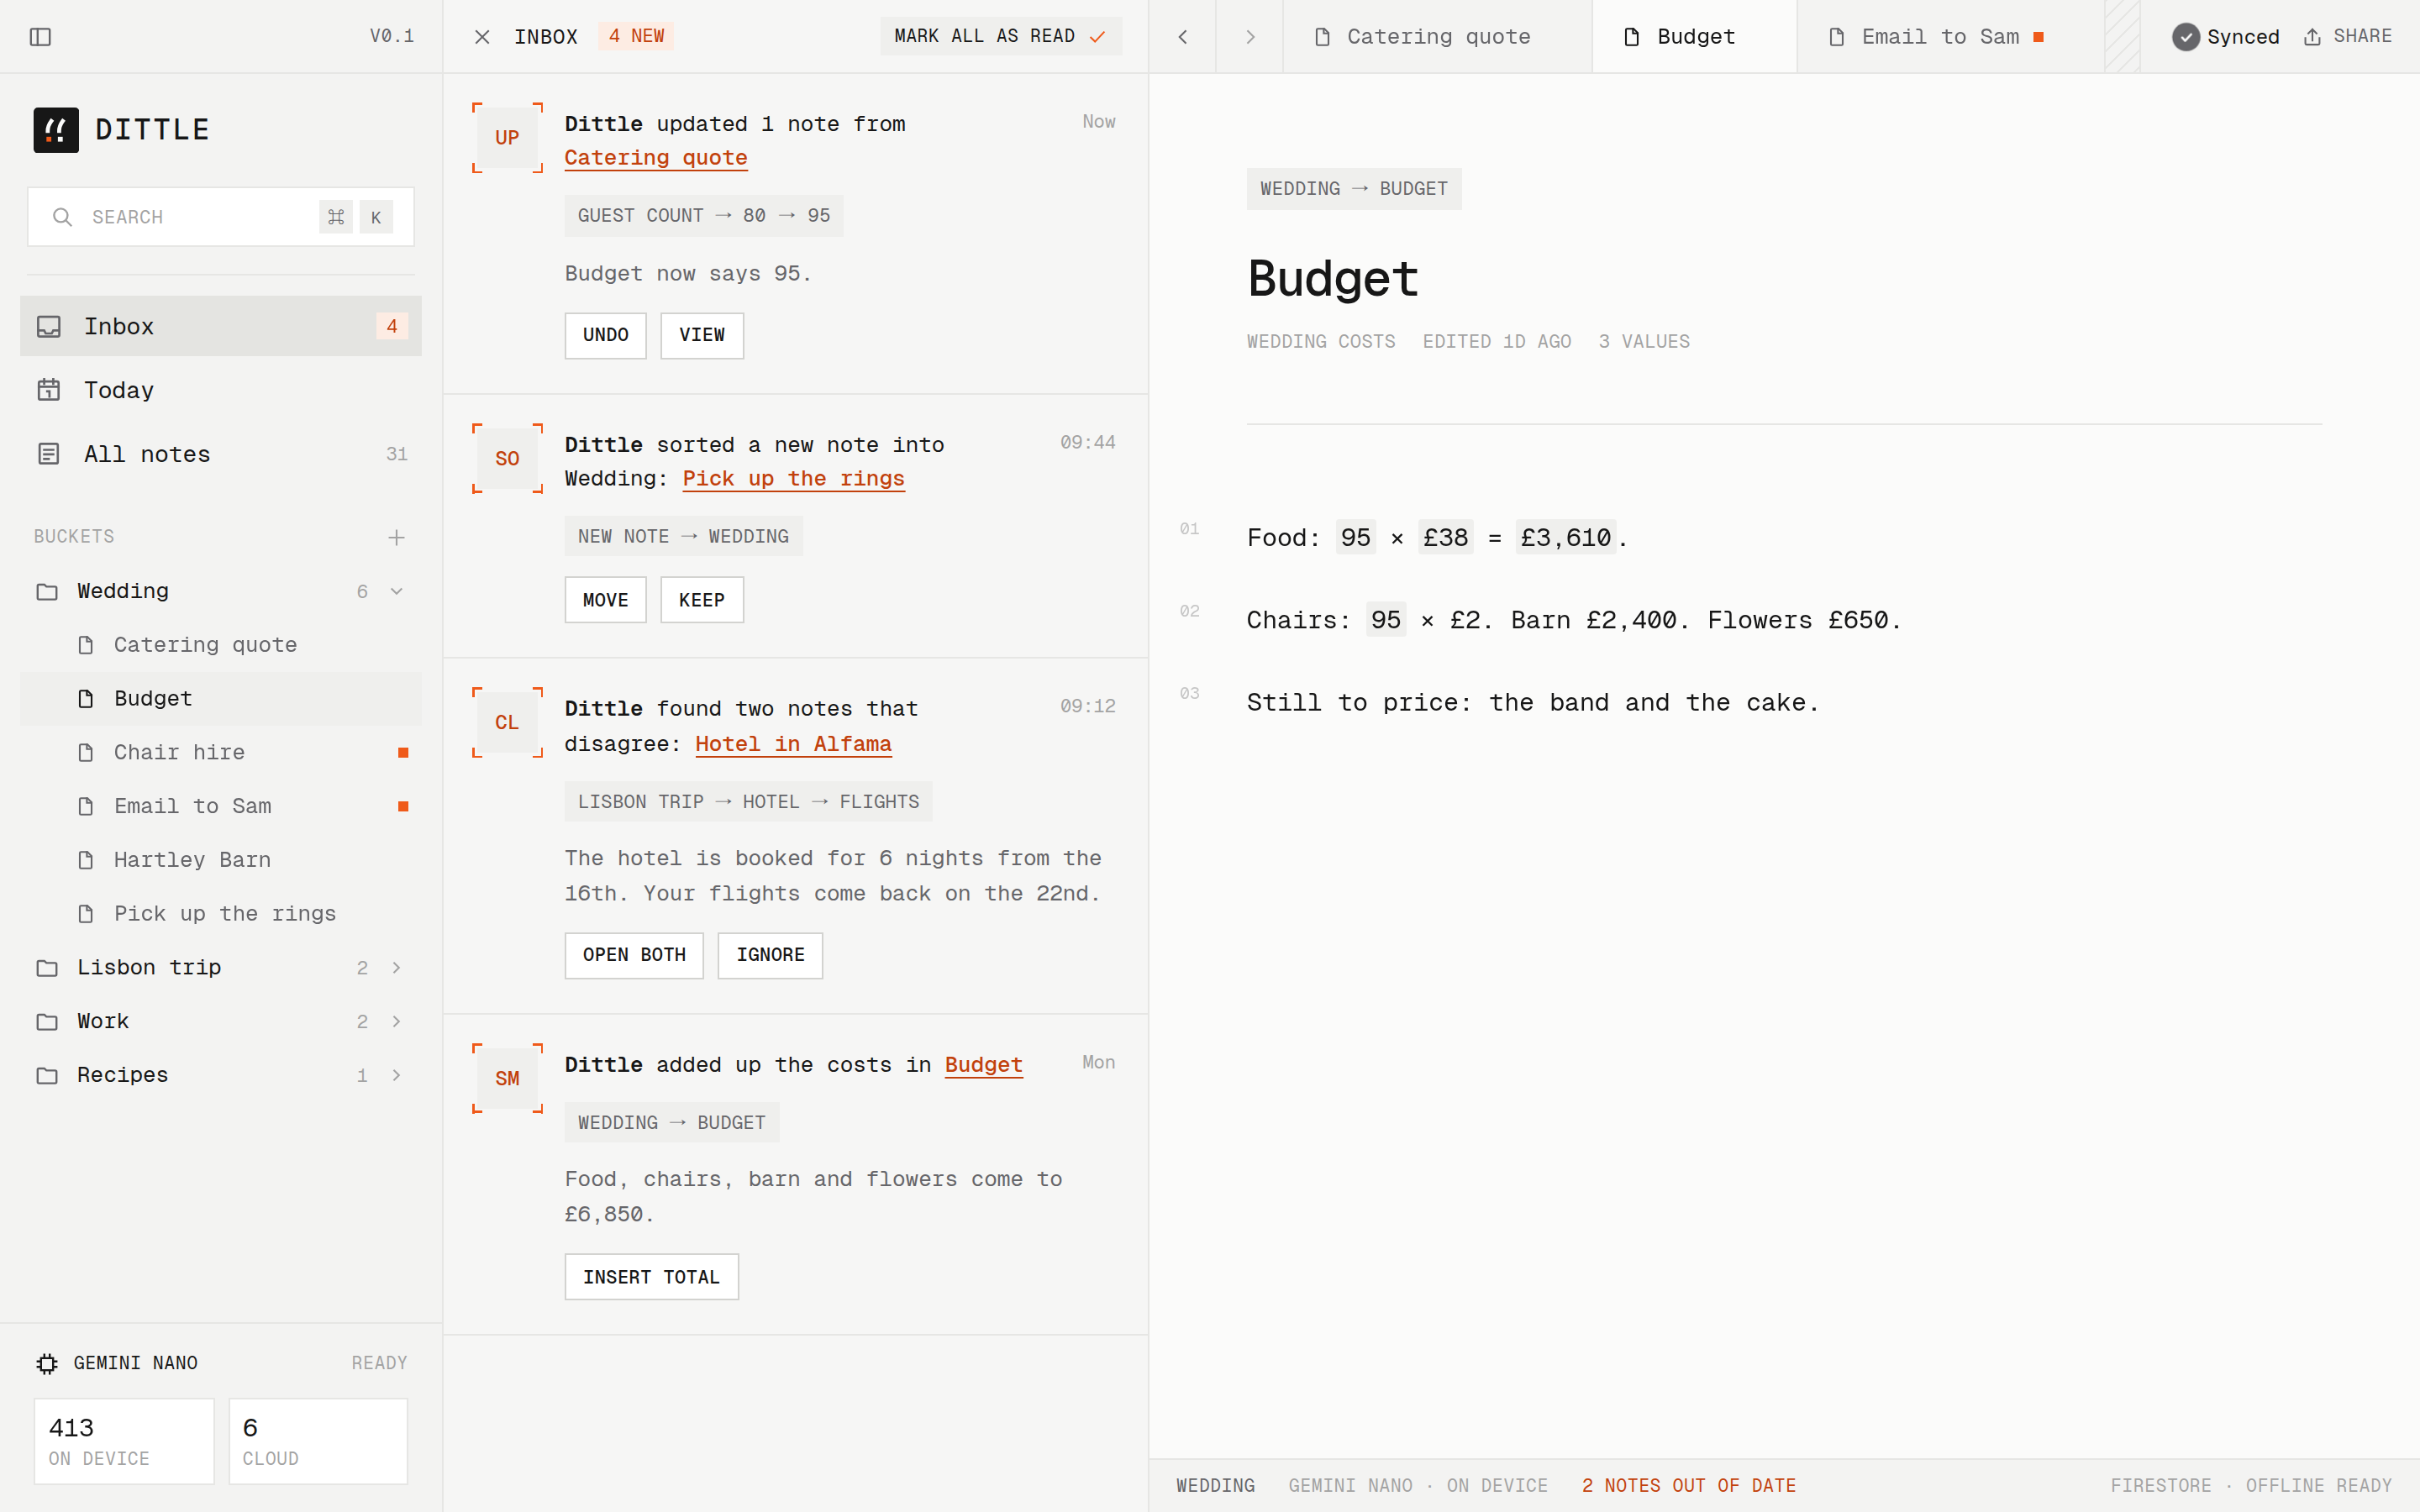 V0.1
DITTLE
SEARCH ⌘ K
Inbox 4
Today
All notes 31
BUCKETS
Wedding 6
Catering quote
Budget
Chair hire
Email to Sam
Hartley Barn
Pick up the rings
Lisbon trip 2
Work 2
Recipes 1
GEMINI NANO READY
413
ON DEVICE
6
CLOUD
INBOX 4 NEW MARK ALL AS READ
UP
Dittle updated 1 note from Now
Catering quote
GUEST COUNT → 80 → 95
Budget now says 95.
UNDO VIEW
SO
Dittle sorted a new note into 09:44
Wedding: Pick up the rings
NEW NOTE → WEDDING
MOVE KEEP
CL
Dittle found two notes that 09:12
disagree: Hotel in Alfama
LISBON TRIP → HOTEL → FLIGHTS
The hotel is booked for 6 nights from the
16th. Your flights come back on the 22nd.
OPEN BOTH IGNORE
SM
Dittle added up the costs in Budget Mon
WEDDING → BUDGET
Food, chairs, barn and flowers come to
£6,850.
INSERT TOTAL
Catering quote Budget Email to Sam Synced SHARE
WEDDING → BUDGET
Budget
WEDDING COSTS EDITED 1D AGO 3 VALUES
01 Food: 95 × £38 = £3,610.
02 Chairs: 95 × £2. Barn £2,400. Flowers £650.
03 Still to price: the band and the cake.
WEDDING GEMINI NANO · ON DEVICE 2 NOTES OUT OF DATE FIRESTORE · OFFLINE READY